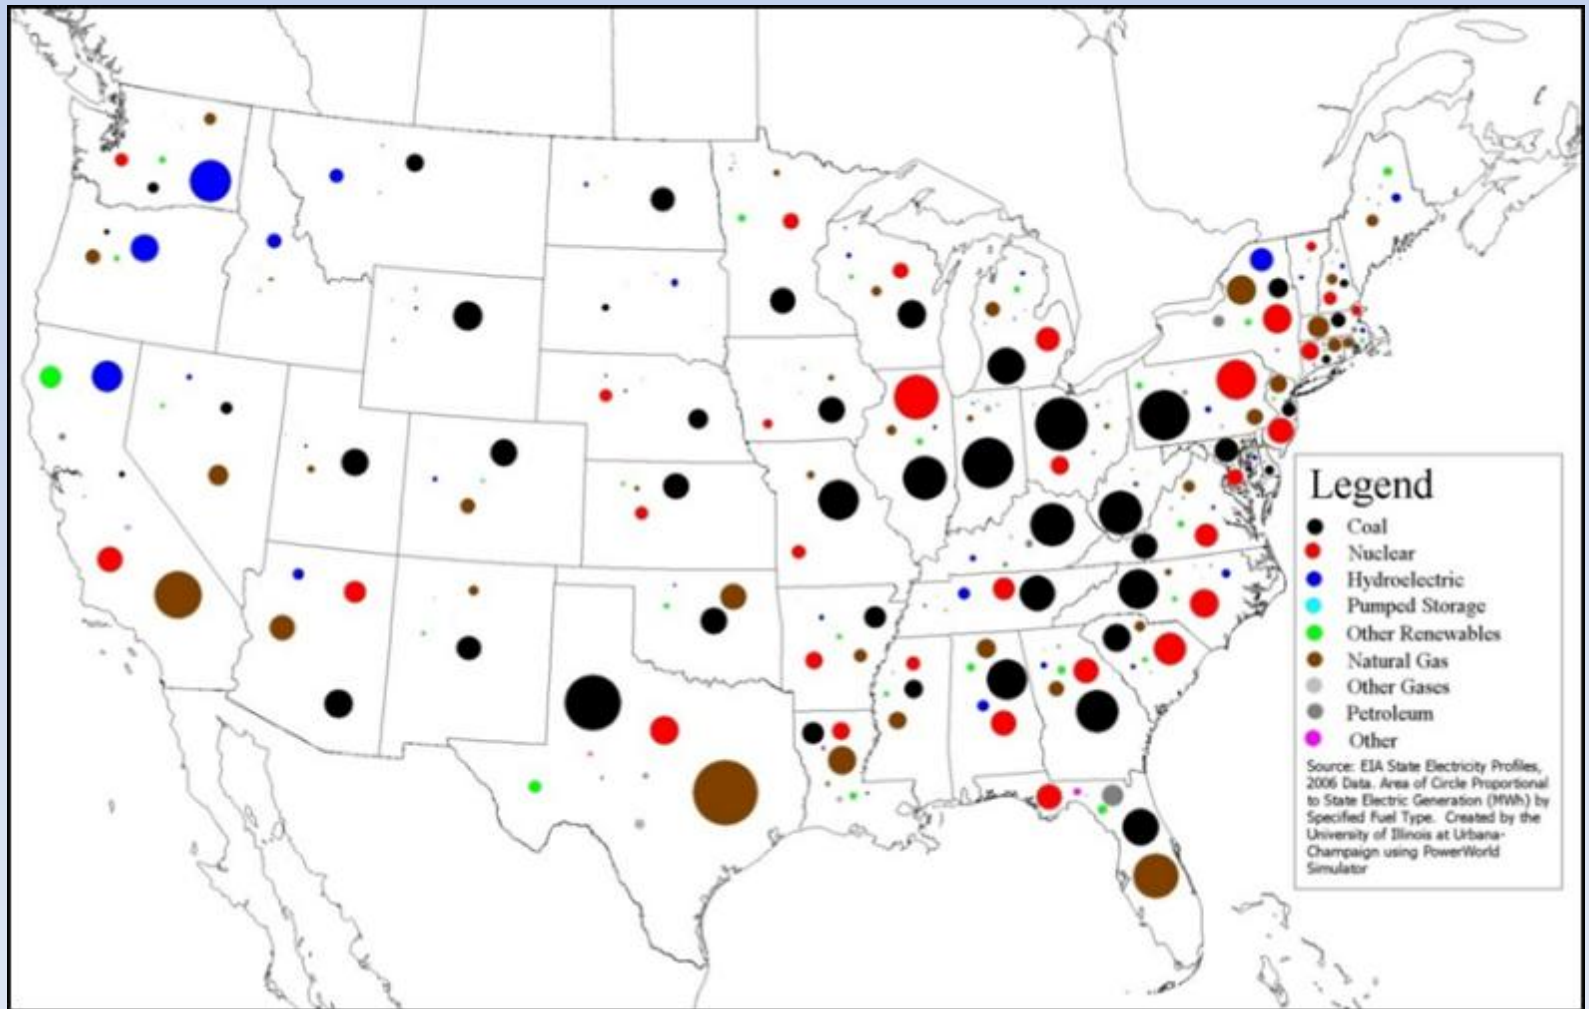 Legend
Coal
Nuclear
Hydroelectric
Pumped Storage
Other Renewables
Natural Gas
Other Gases
Petroleum
Other
Source: EIA State Electricity Profiles,
2006 Data. Area of Circle Proportional
to State Electric Generation (MWh) by
Specified Fuel Type. Created by the
University of Illinois at Urbana-
Champaign using PowerWorld
Simulator